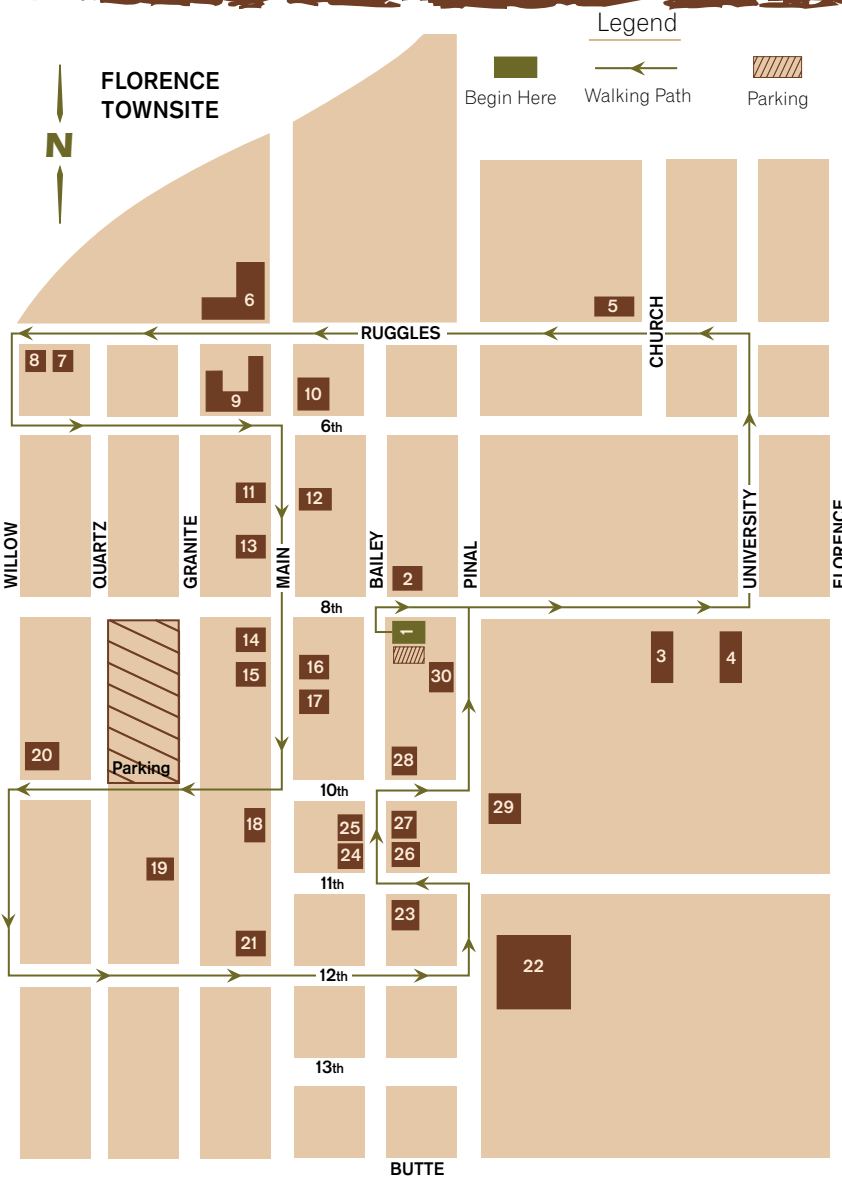 Legend
FLORENCE
TOWNSITE
Begin Here
Walking Path
Parking
N
6
5
CHURCH
RUGGLES
8
7
9
10
6th
11
12
13
WILLOW
QUARTZ
GRANITE
MAIN
BAILEY
2
PINAL
UNIVERSITY
FLORENCE
8th
1
14
15
16
17
30
3
4
20
Parking
28
10th
18
25
27
29
19
24
26
11th
23
21
22
12th
13th
BUTTE